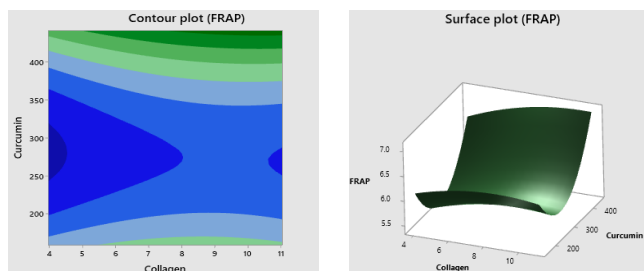 Contour plot (FRAP)
Curcumin
400
350
300
250
200
4 5 6 7 8 9 10 11
Collagen
Surface plot (FRAP)
7.0
6.5
6.0
5.5
FRAP
4 6 8 10
Collagen
200 300 400
Curcumin